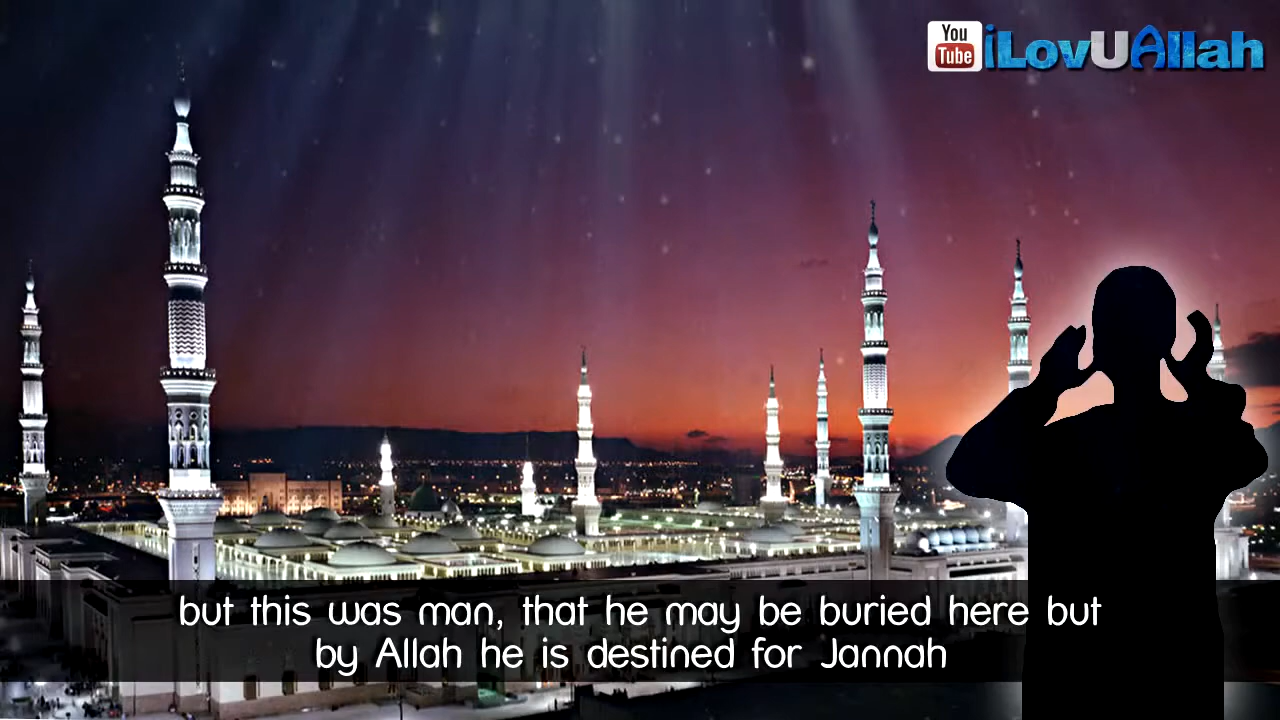 You
Tube
iLovUAllah
but this was man, that he may be buried here but
by Allah he is destined for Jannah